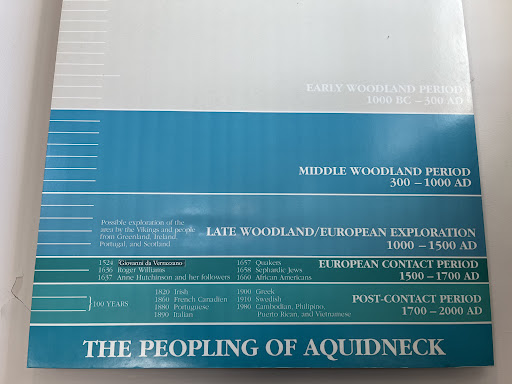 EARLY WOODLAND PERIOD
1000 BC – 300 AD
MIDDLE WOODLAND PERIOD
300 – 1000 AD
Possible exploration of the
area by the Vikings and people
from Greenland, Ireland,
Portugal, and Scotland
LATE WOODLAND/EUROPEAN EXPLORATION
1000 – 1500 AD
1524 Giovanni da Verrazzano
1636 Roger Williams
1637 Anne Hutchinson and her followers
1657 Quakers
1658 Sephardic Jews
1660 African Americans
EUROPEAN CONTACT PERIOD
1500 – 1700 AD
100 YEARS
1820 Irish
1860 French Canadien
1880 Portuguese
1890 Italian
1900 Greek
1910 Swedish
1980 Cambodian, Philipino,
Puerto Rican, and Vietnamese
POST-CONTACT PERIOD
1700 – 2000 AD
THE PEOPLING OF AQUIDNECK